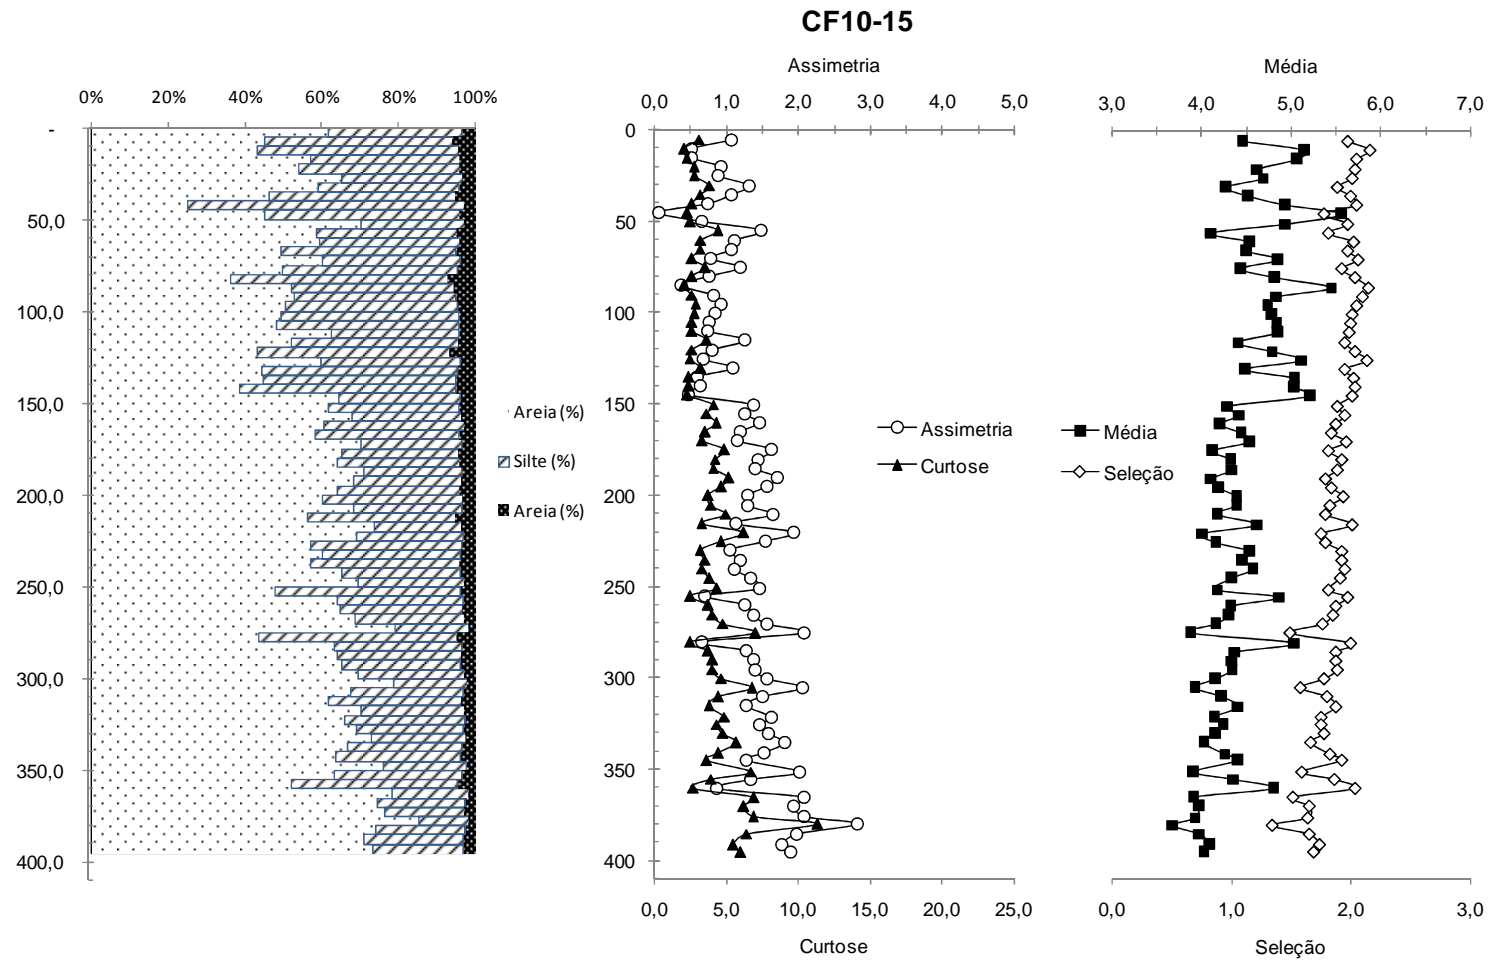 CF10-15
Assimetria
Média
0% 20% 40% 60% 80% 100%
0,0 1,0 2,0 3,0 4,0 5,0
3,0 4,0 5,0 6,0 7,0
-
50,0
100,0
150,0
200,0
250,0
300,0
350,0
400,0
Areia (%)
Silte (%)
Areia (%)
0
50
100
150
200
250
300
350
400
Assimetria
Curtose
Média
Seleção
0,0 5,0 10,0 15,0 20,0 25,0
0,0 1,0 2,0 3,0
Curtose
Seleção